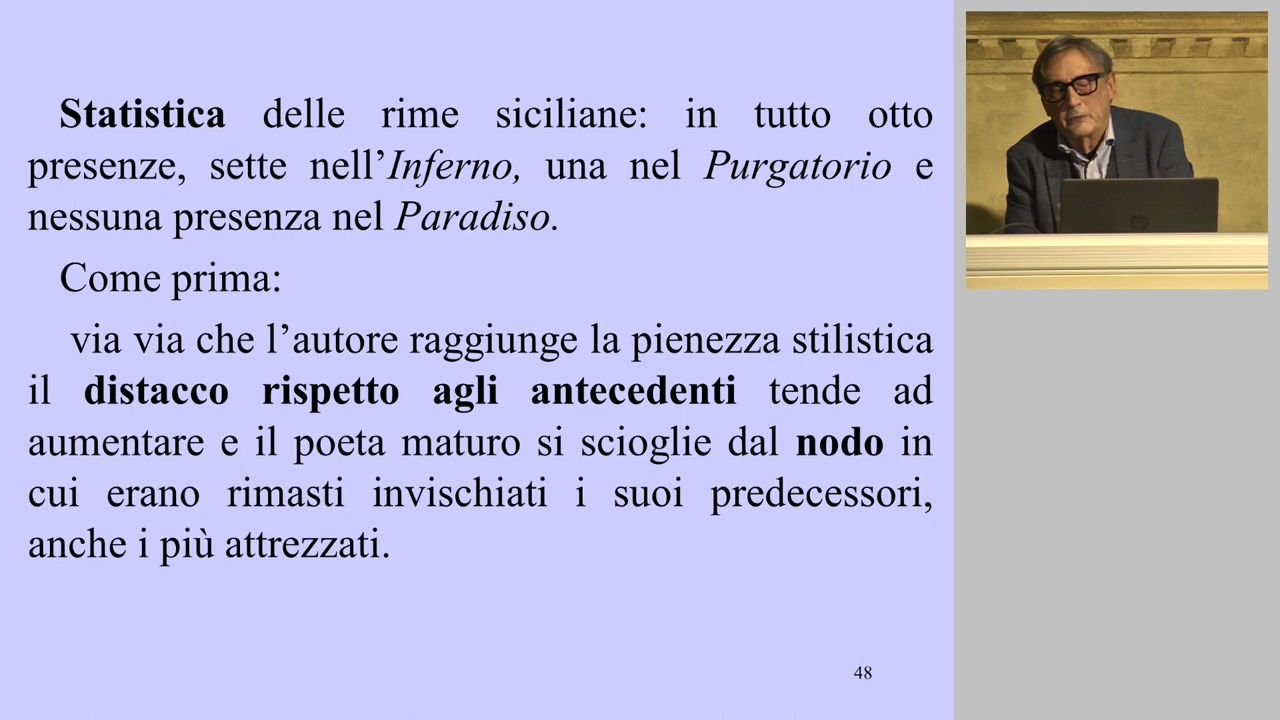 Statistica delle rime siciliane: in tutto otto
presenze, sette nell’Inferno, una nel Purgatorio e
nessuna presenza nel Paradiso.
Come prima:
via via che l’autore raggiunge la pienezza stilistica
il distacco rispetto agli antecedenti tende ad
aumentare e il poeta maturo si scioglie dal nodo in
cui erano rimasti invischiati i suoi predecessori,
anche i più attrezzati.
48